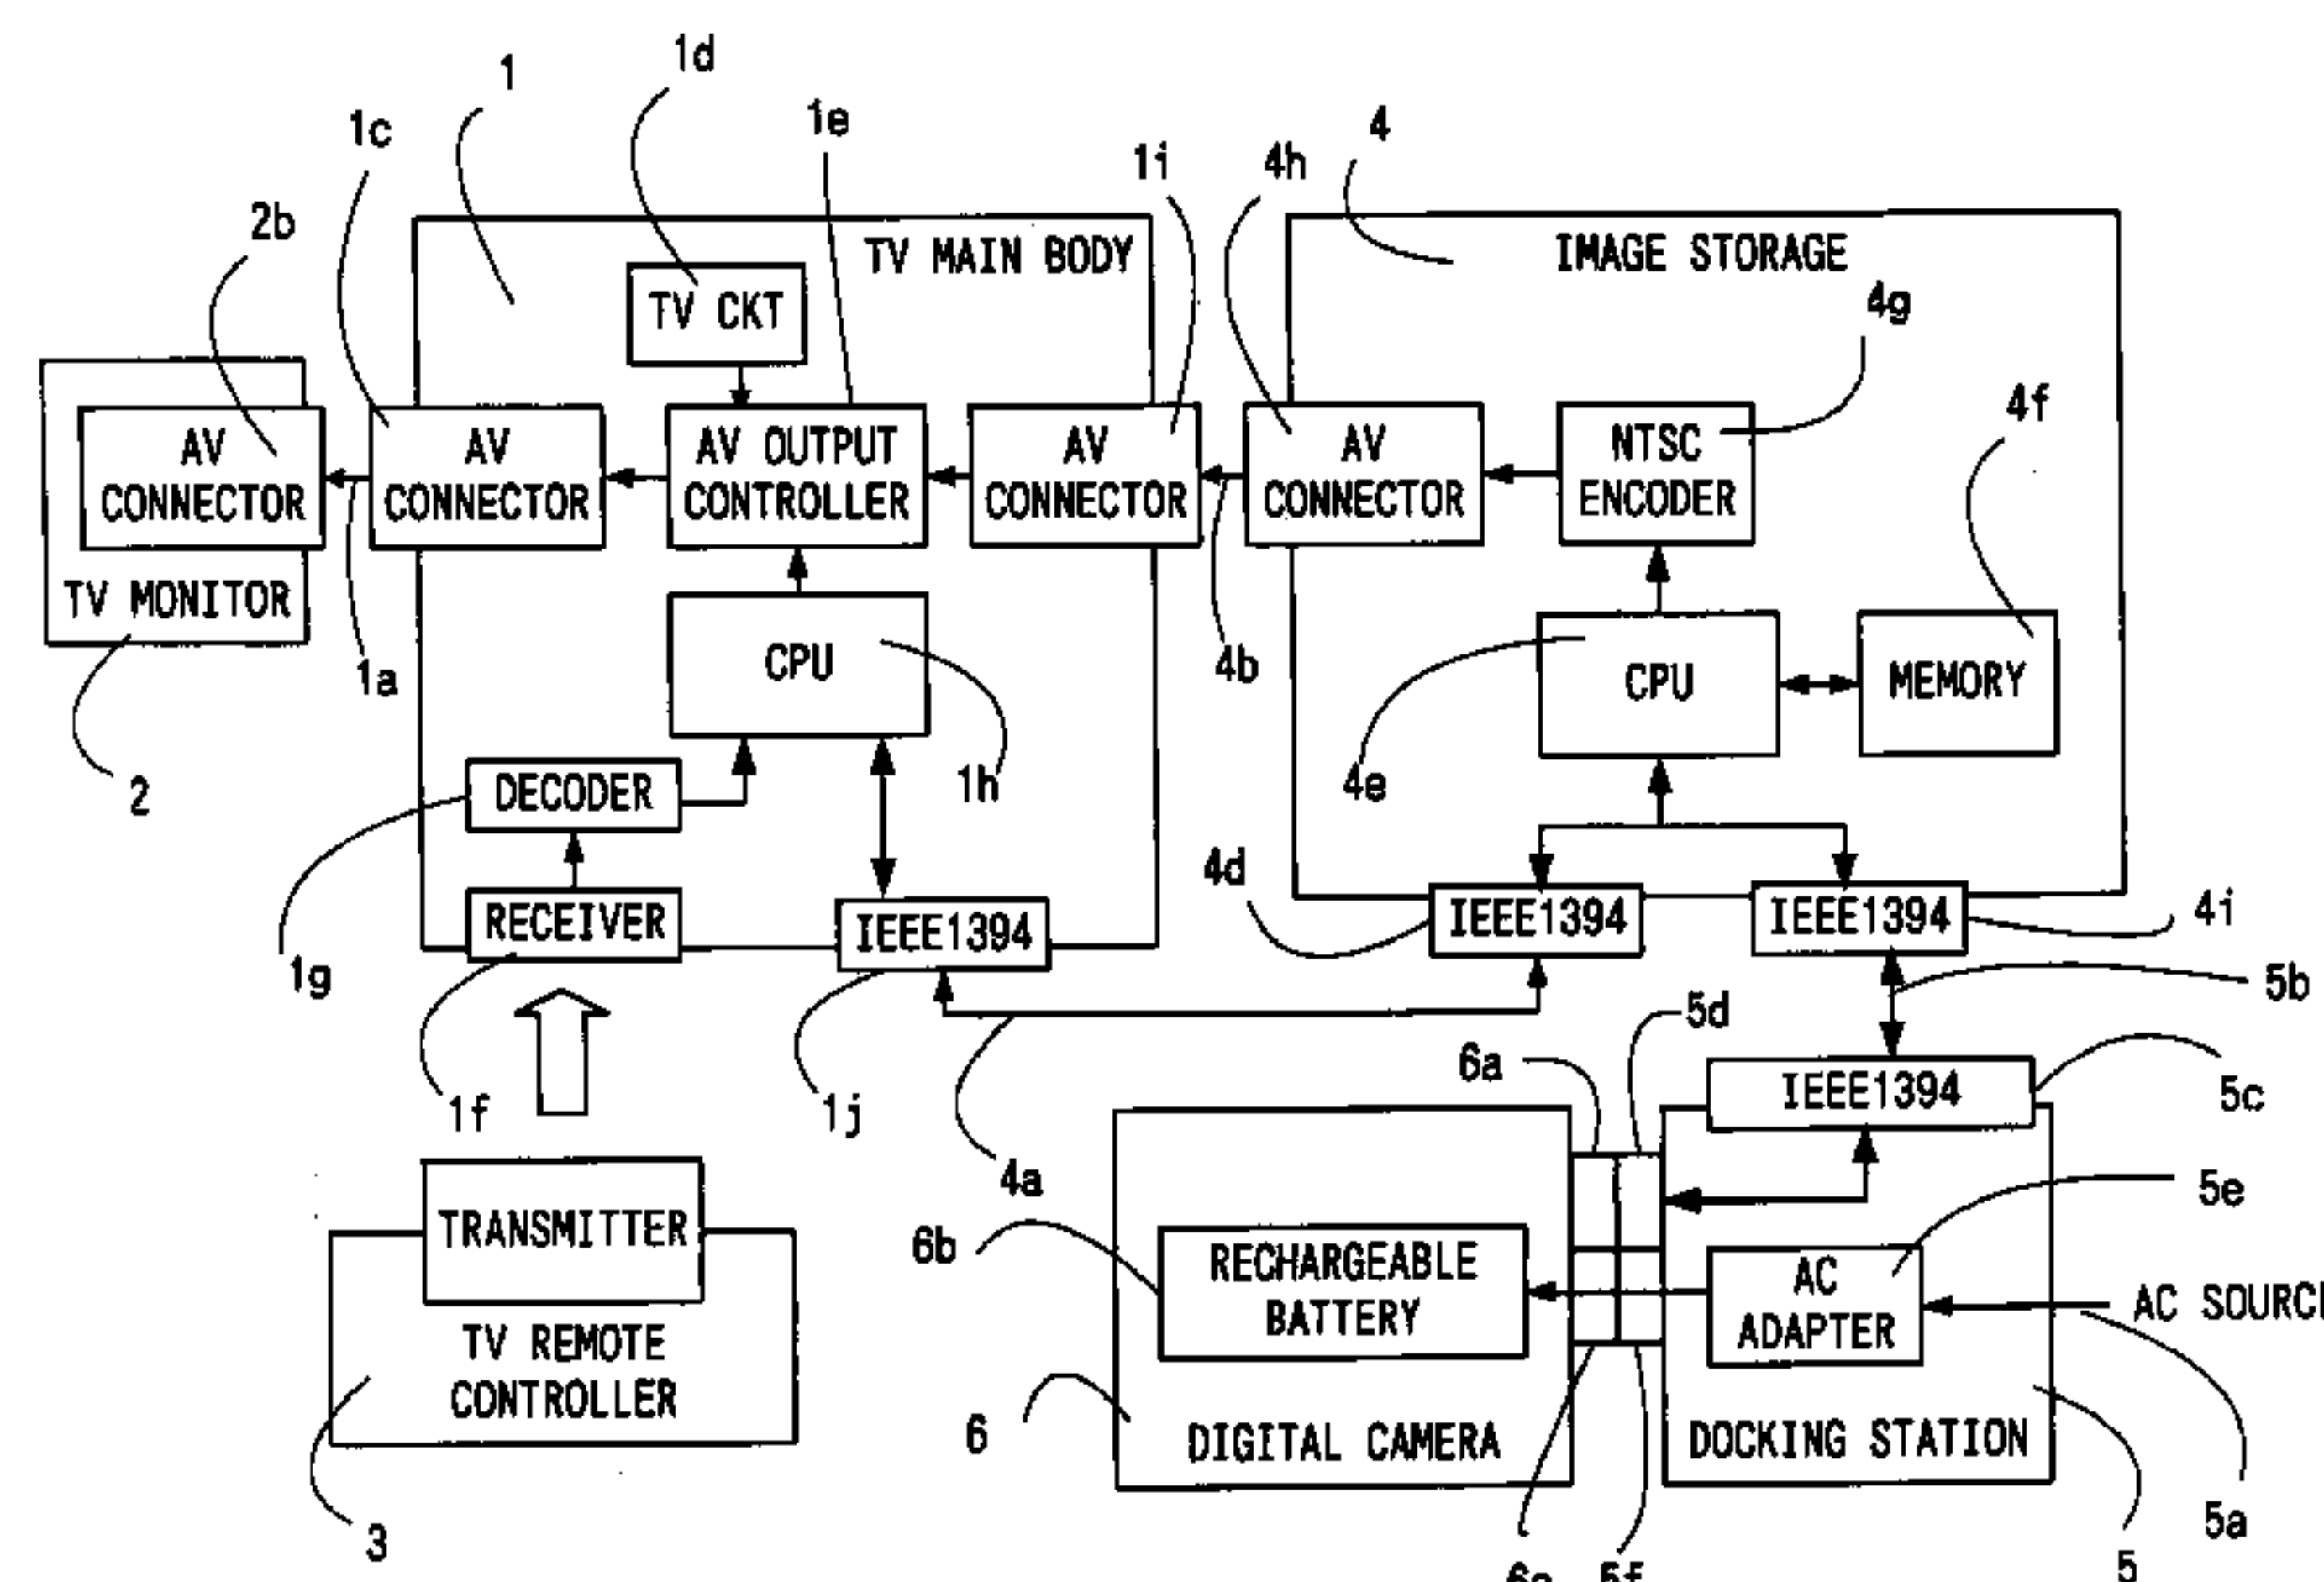 1
1d
1c
1e
4
1i
4h
2b
TV MAIN BODY
IMAGE STORAGE
TV CKT
4g
4f
AV
CONNECTOR
AV
CONNECTOR
AV OUTPUT
CONTROLLER
AV
CONNECTOR
AV
CONNECTOR
NTSC
ENCODER
TV MONITOR
1a
CPU
4b
CPU
MEMORY
2
DECODER
1h
4e
4d
RECEIVER
IEEE1394
IEEE1394
IEEE1394
4i
1g
5b
5d
6a
1f
1j
IEEE1394
5c
4a
5e
TRANSMITTER
6b
RECHARGEABLE
BATTERY
AC
ADAPTER
AC SOURC
TV REMOTE
CONTROLLER
6
DIGITAL CAMERA
DOCKING STATION
5a
3
5f
5